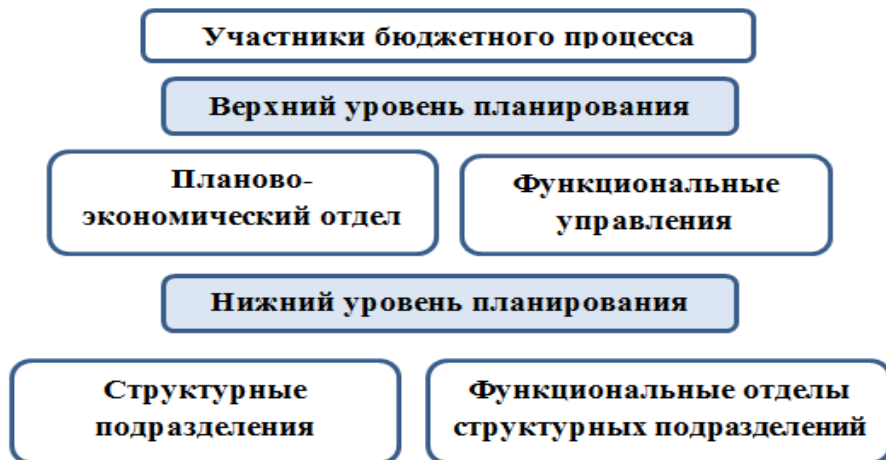 Участники бюджетного процесса
Верхний уровень планирования
Планово-
экономический отдел
Функциональные
управления
Нижний уровень планирования
Структурные
подразделения
Функциональные отделы
структурных подразделений